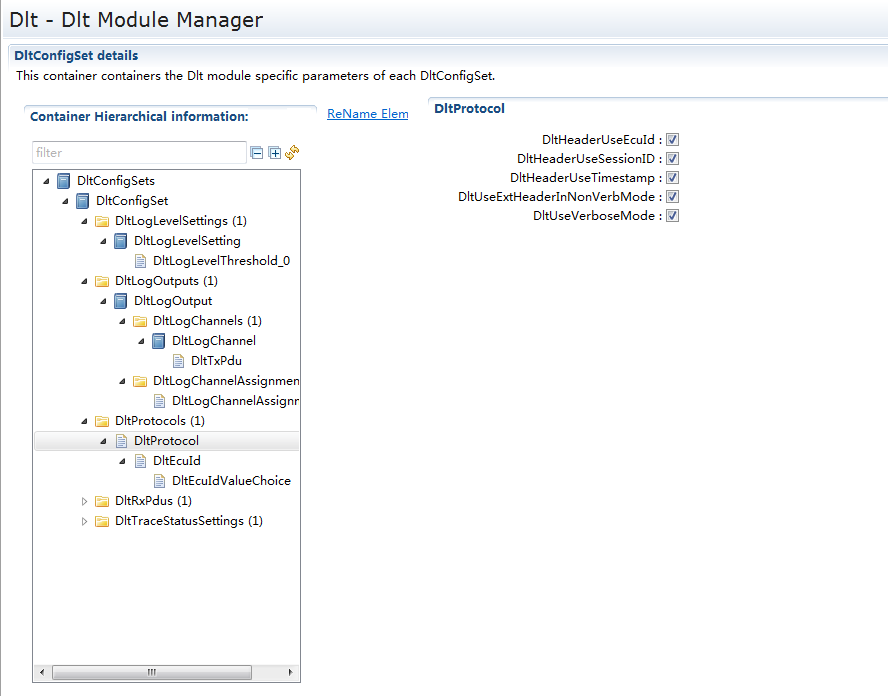 Dlt - Dlt Module Manager
DltConfigSet details
This container containers the Dlt module specific parameters of each DltConfigSet.
Container Hierarchical information:
ReName Elem
filter
DltConfigSets
DltConfigSet
DltLogLevelSettings (1)
DltLogLevelSetting
DltLogLevelThreshold_0
DltLogOutputs (1)
DltLogOutput
DltLogChannels (1)
DltLogChannel
DltTxPdu
DltLogChannelAssignmen
DltLogChannelAssignr
DltProtocols (1)
DltProtocol
DltEcuId
DltEcuIdValueChoice
DltRxPdus (1)
DltTraceStatusSettings (1)
DltProtocol
DltHeaderUseEcuId :
DltHeaderUseSessionID :
DltHeaderUseTimestamp :
DltUseExtHeaderInNonVerbMode :
DltUseVerboseMode :